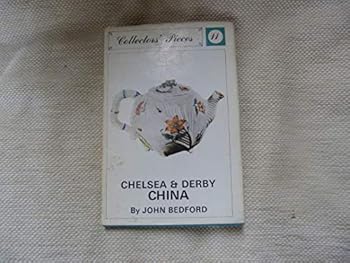 Collectors' Pieces
11
CHELSEA & DERBY
CHINA
By JOHN BEDFORD